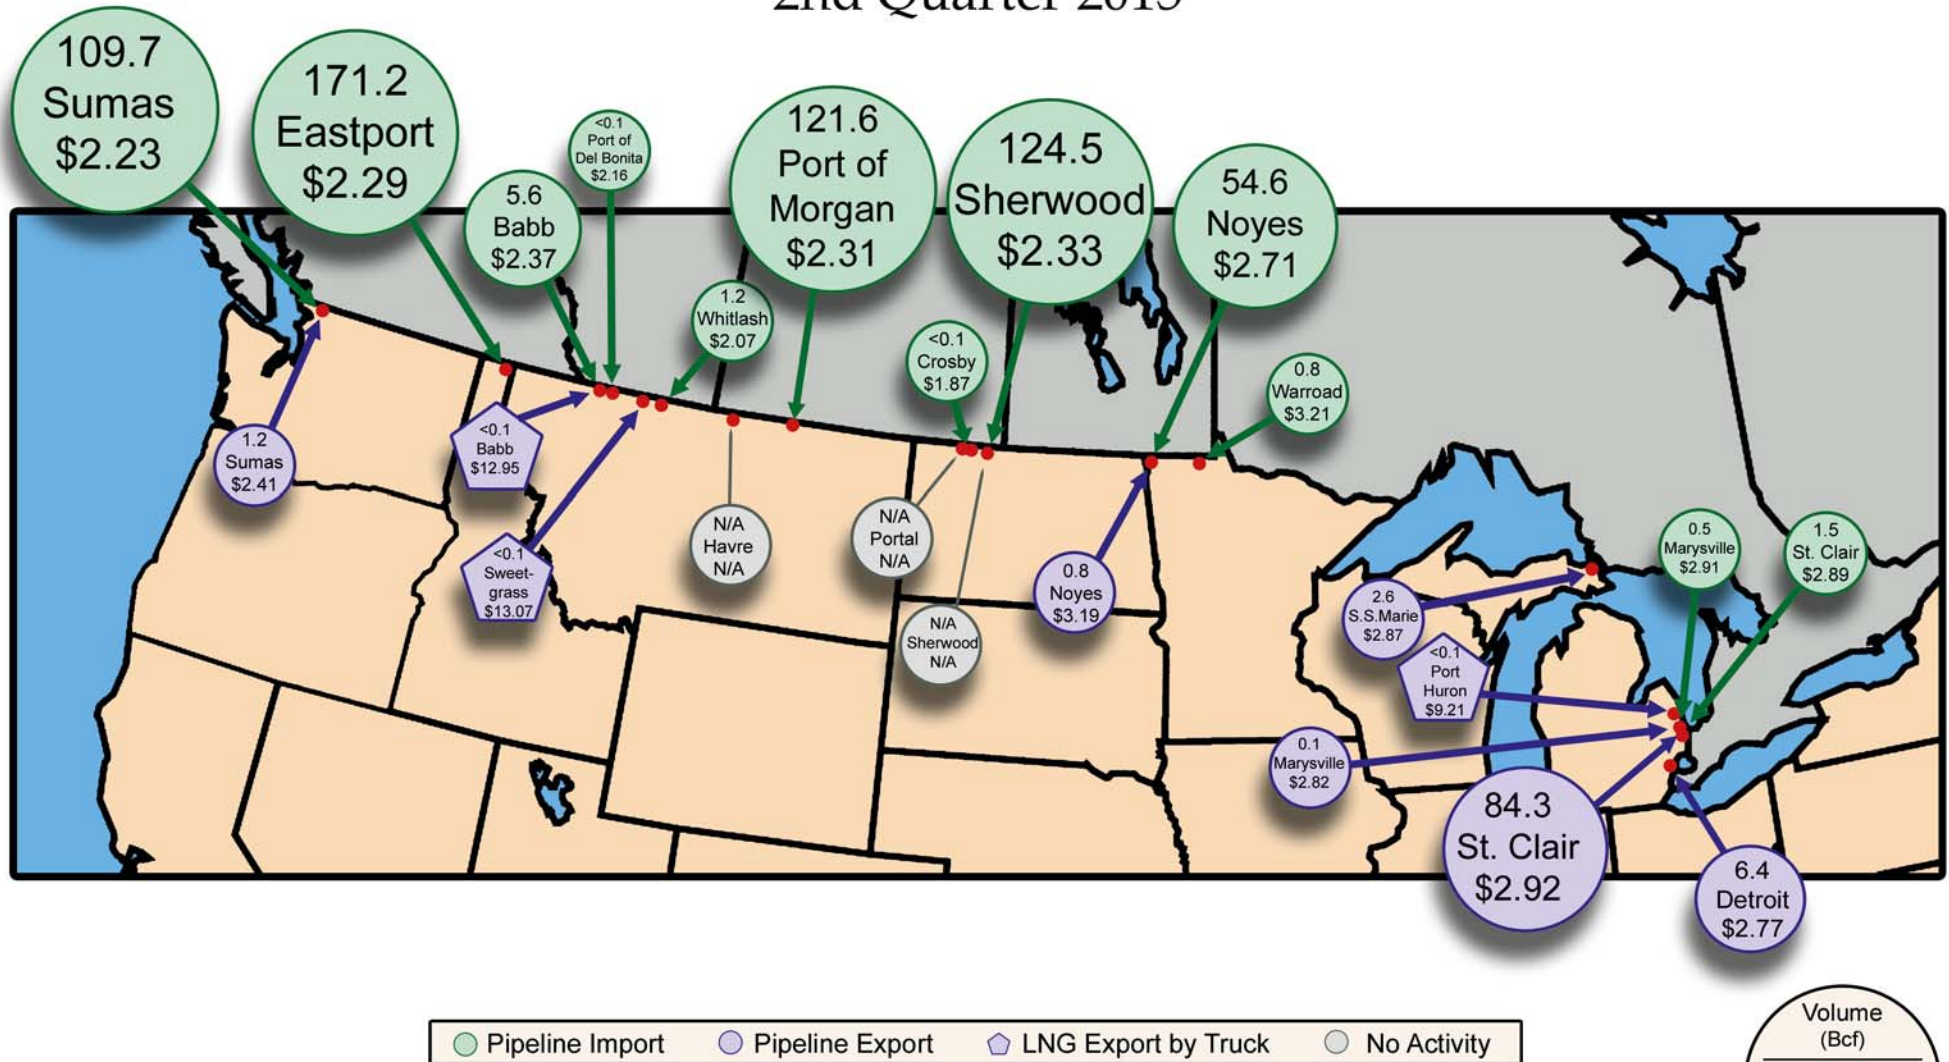 2nd Quarter 2015
109.7
Sumas
$2.23
171.2
Eastport
$2.29
5.6
Babb
$2.37
<0.1
Port of
Del Bonita
$2.16
1.2
Whitlash
$2.07
121.6
Port of
Morgan
$2.31
<0.1
Crosby
$1.87
124.5
Sherwood
$2.33
54.6
Noyes
$2.71
0.8
Warroad
$3.21
0.5
Marysville
$2.91
1.5
St. Clair
$2.89
1.2
Sumas
$2.41
<0.1
Babb
$12.95
<0.1
Sweet-
grass
$13.07
N/A
Havre
N/A
N/A
Portal
N/A
N/A
Sherwood
N/A
0.8
Noyes
$3.19
2.6
S.S.Marie
$2.87
<0.1
Port
Huron
$9.21
0.1
Marysville
$2.82
84.3
St. Clair
$2.92
6.4
Detroit
$2.77
Pipeline Import
Pipeline Export
LNG Export by Truck
No Activity
Volume
(Bcf)